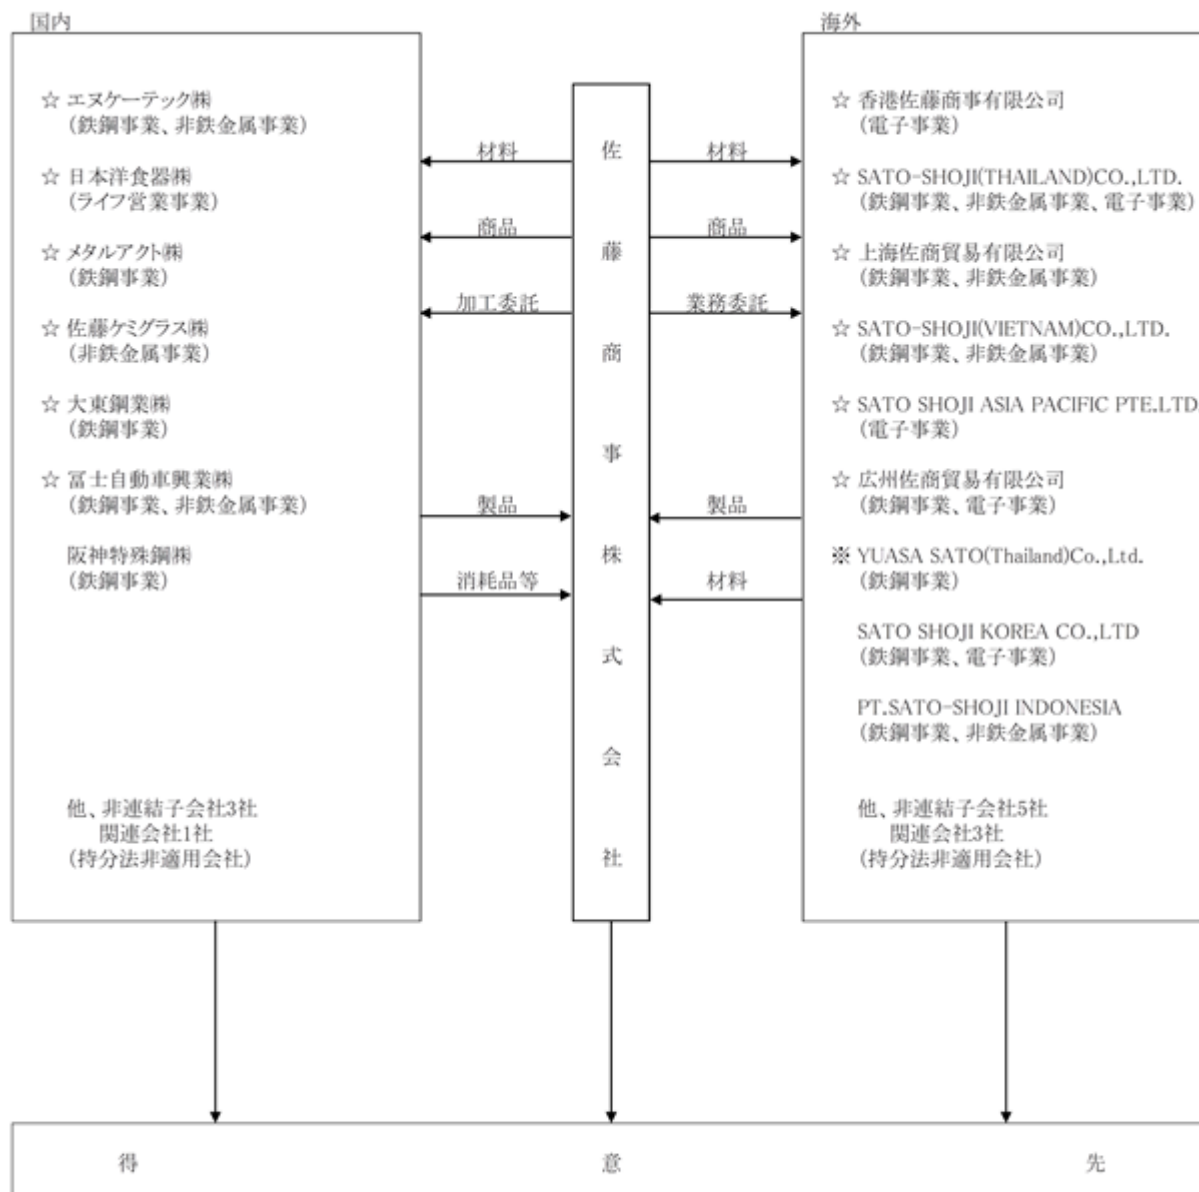 国内
☆ エヌケーテック㈱
(鉄鋼事業、非鉄金属事業)
☆ 日本洋食器㈱
(ライフ営業事業)
☆ メタルアクト㈱
(鉄鋼事業)
☆ 佐藤ケミグラス㈱
(非鉄金属事業)
☆ 大東鋼業㈱
(鉄鋼事業)
☆ 冨士自動車興業㈱
(鉄鋼事業、非鉄金属事業)
阪神特殊鋼㈱
(鉄鋼事業)
他、非連結子会社3社
関連会社1社
(持分法非適用会社)
材料
商品
加工委託
製品
消耗品等
佐藤商事株式会社
材料
商品
業務委託
製品
材料
海外
☆ 香港佐藤商事有限公司
(電子事業)
☆ SATO-SHOJI(THAILAND)CO.,LTD.
(鉄鋼事業、非鉄金属事業、電子事業)
☆ 上海佐商貿易有限公司
(鉄鋼事業、非鉄金属事業)
☆ SATO-SHOJI(VIETNAM)CO.,LTD.
(鉄鋼事業、非鉄金属事業)
☆ SATO SHOJI ASIA PACIFIC PTE.LTD
(電子事業)
☆ 広州佐商貿易有限公司
(鉄鋼事業、電子事業)
※ YUASA SATO(Thailand)Co.,Ltd.
(鉄鋼事業)
SATO SHOJI KOREA CO.,LTD
(鉄鋼事業、電子事業)
PT.SATO-SHOJI INDONESIA
(鉄鋼事業、非鉄金属事業)
他、非連結子会社5社
関連会社3社
(持分法非適用会社)
得意先